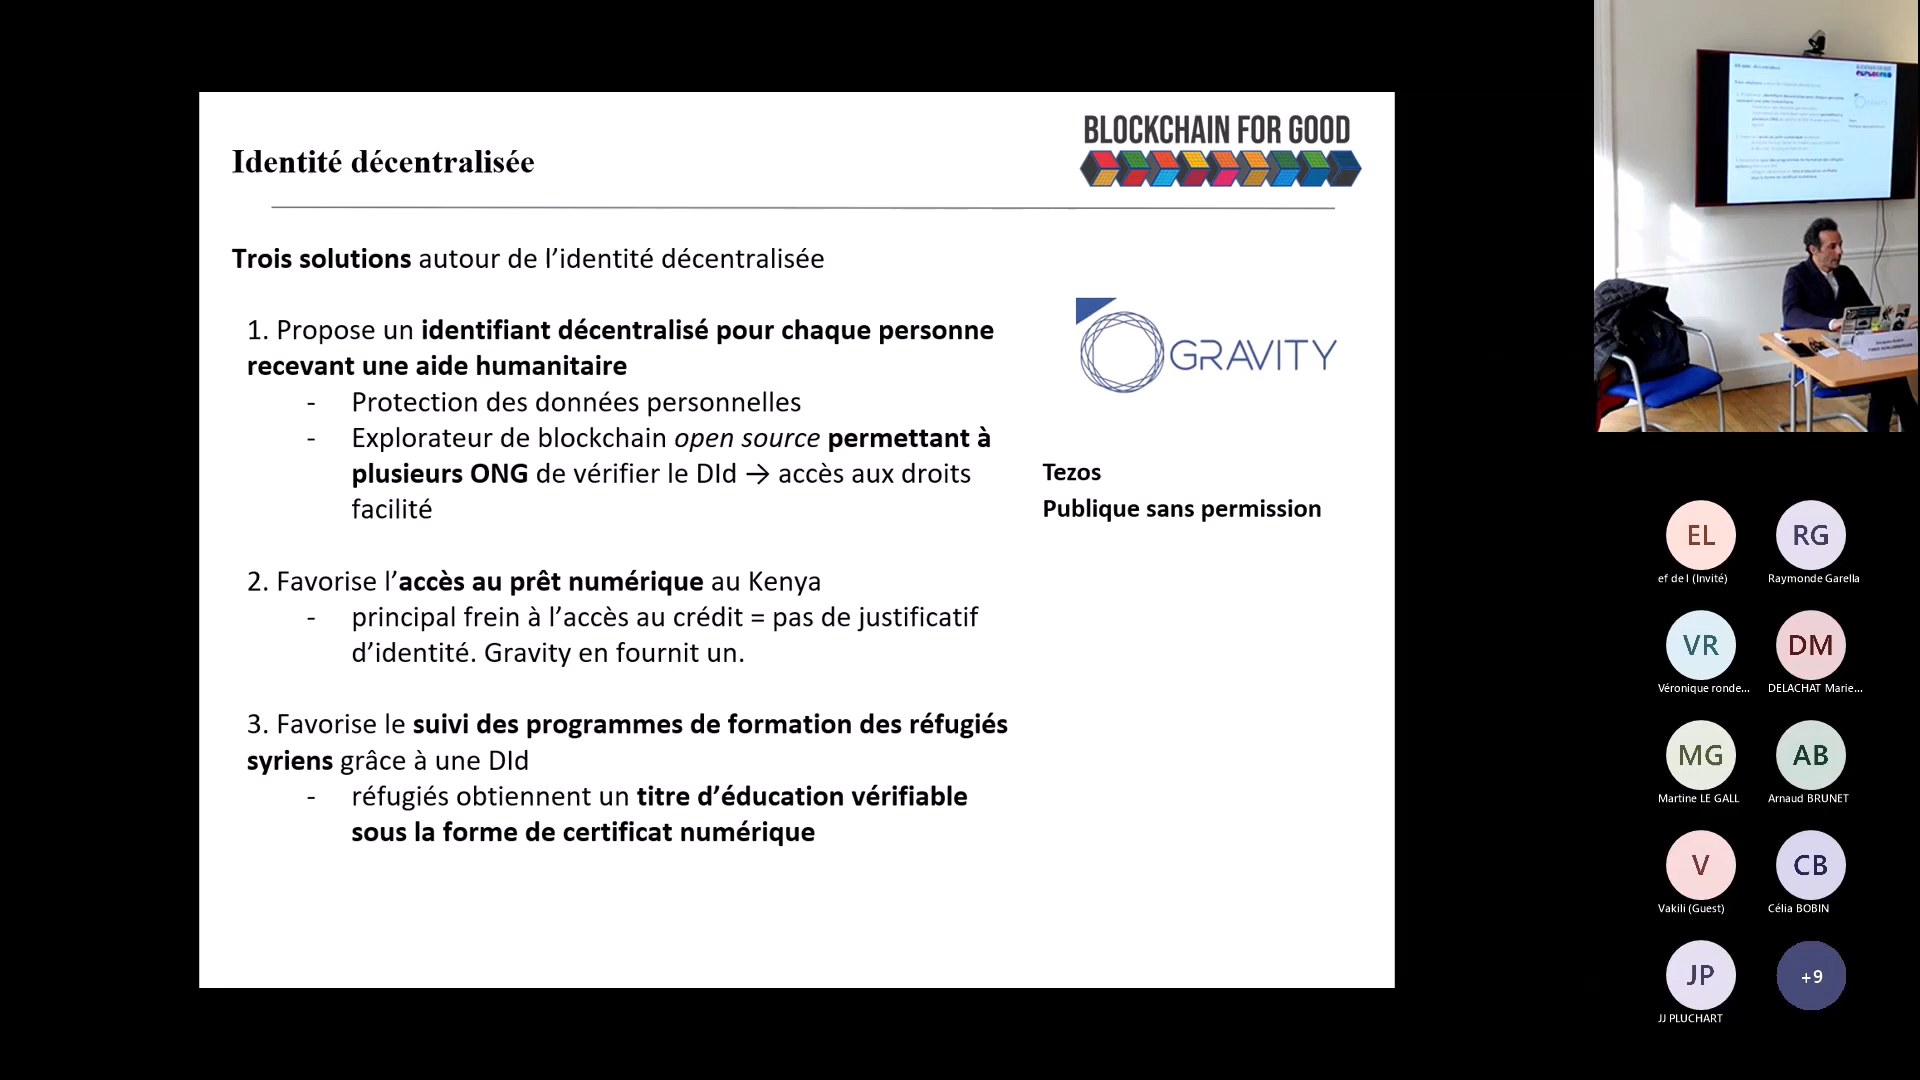 Identité décentralisée
BLOCKCHAIN FOR GOOD
Trois solutions autour de l’identité décentralisée
1. Propose un identifiant décentralisé pour chaque personne
recevant une aide humanitaire
- Protection des données personnelles
- Explorateur de blockchain open source permettant à
plusieurs ONG de vérifier le DId → accès aux droits
facilité
GRAVITY
Tezos
Publique sans permission
2. Favorise l’accès au prêt numérique au Kenya
- principal frein à l’accès au crédit = pas de justificatif
d’identité. Gravity en fournit un.
3. Favorise le suivi des programmes de formation des réfugiés
syriens grâce à une DId
- réfugiés obtiennent un titre d’éducation vérifiable
sous la forme de certificat numérique
BLOCKCHAIN FOR GOOD
GRAVITY
EL
ef de l (Invité)
RG
Raymonde Garella
VR
Véronique ronde...
DM
DELACHAT Marie...
MG
Martine LE GALL
AB
Arnaud BRUNET
V
Vakili (Guest)
CB
Célia BOBIN
JP
JJ PLUCHART
+9